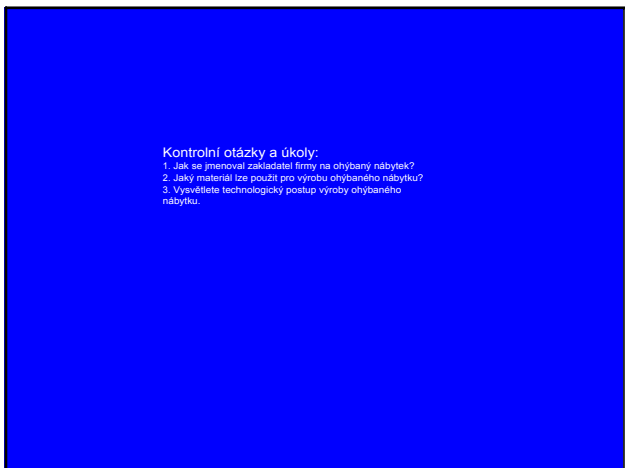 Kontrolní otázky a úkoly:
1. Jak se jmenoval zakladatel firmy na ohýbaný nábytek?
2. Jaký materiál lze použit pro výrobu ohýbaného nábytku?
3. Vysvětlete technologický postup výroby ohýbaného
nábytku.